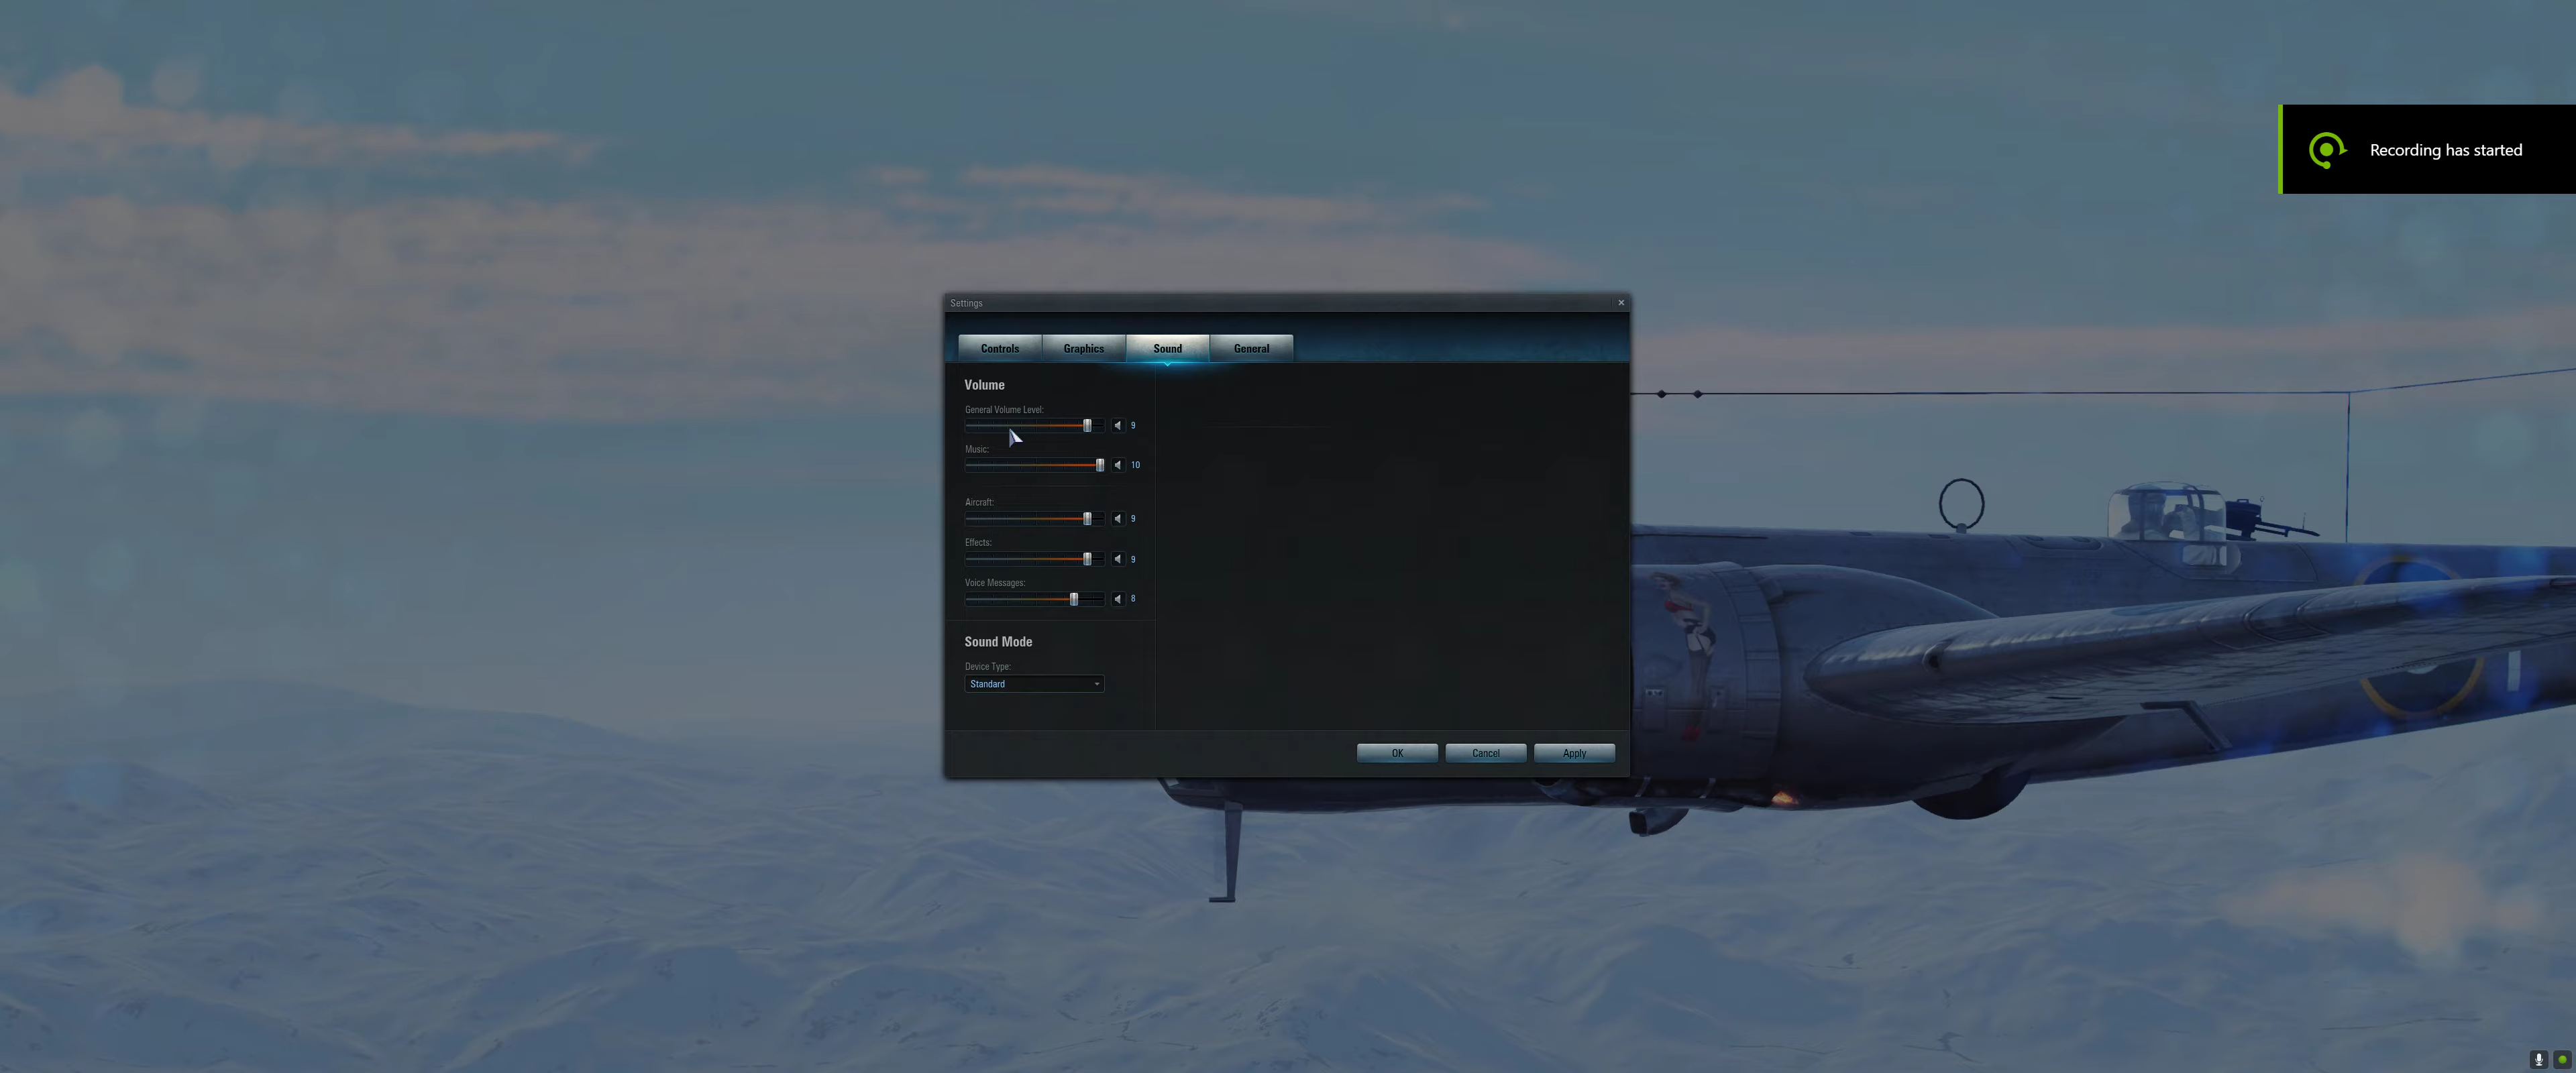 Recording has started
Settings
Controls
Graphics
Sound
General
Volume
General Volume Level:
9
Music:
10
Aircraft:
9
Effects:
9
Voice Messages:
8
Sound Mode
Device Type:
Standard
OK
Cancel
Apply